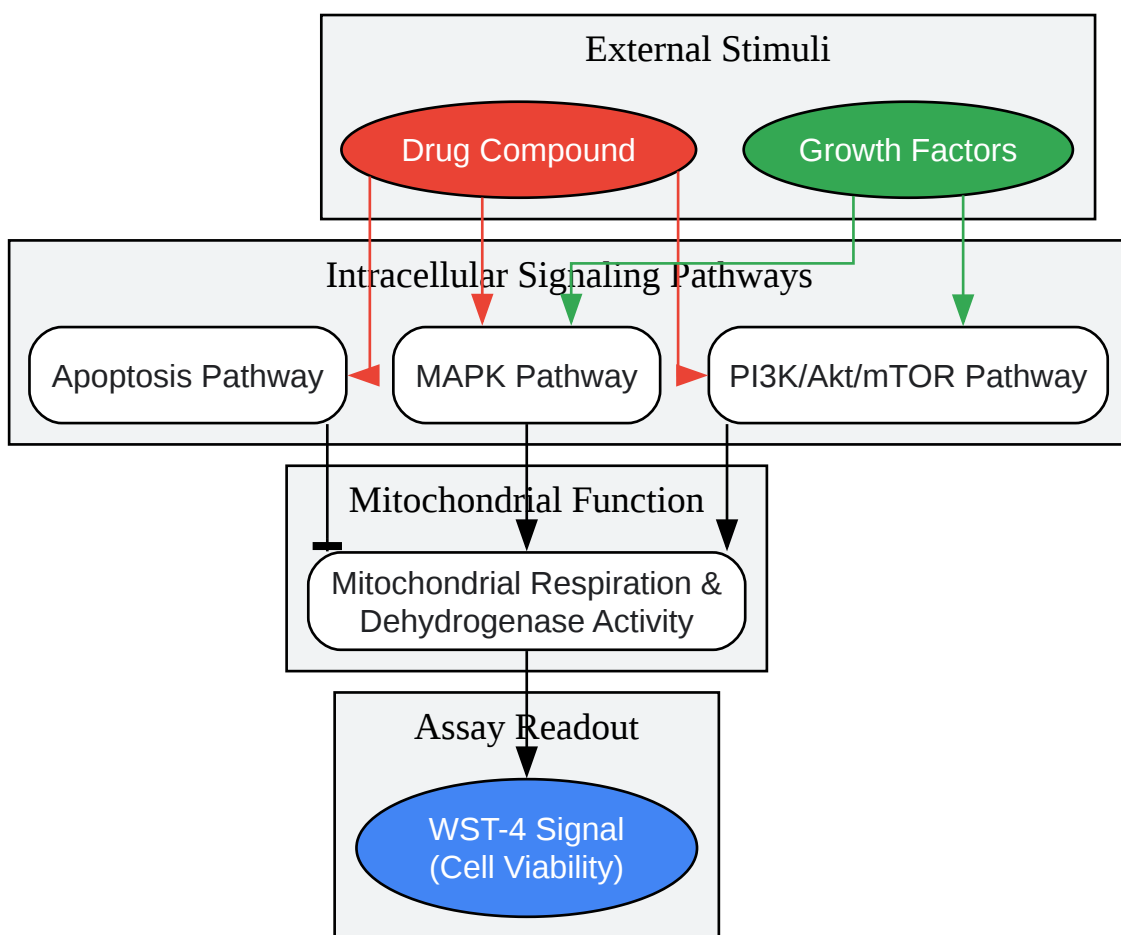 External Stimuli
Drug Compound
Growth Factors
Intracellular Signaling Pathways
Apoptosis Pathway
MAPK Pathway
PI3K/Akt/mTOR Pathway
Mitochondrial Function
Mitochondrial Respiration &
Dehydrogenase Activity
Assay Readout
WST-4 Signal
(Cell Viability)